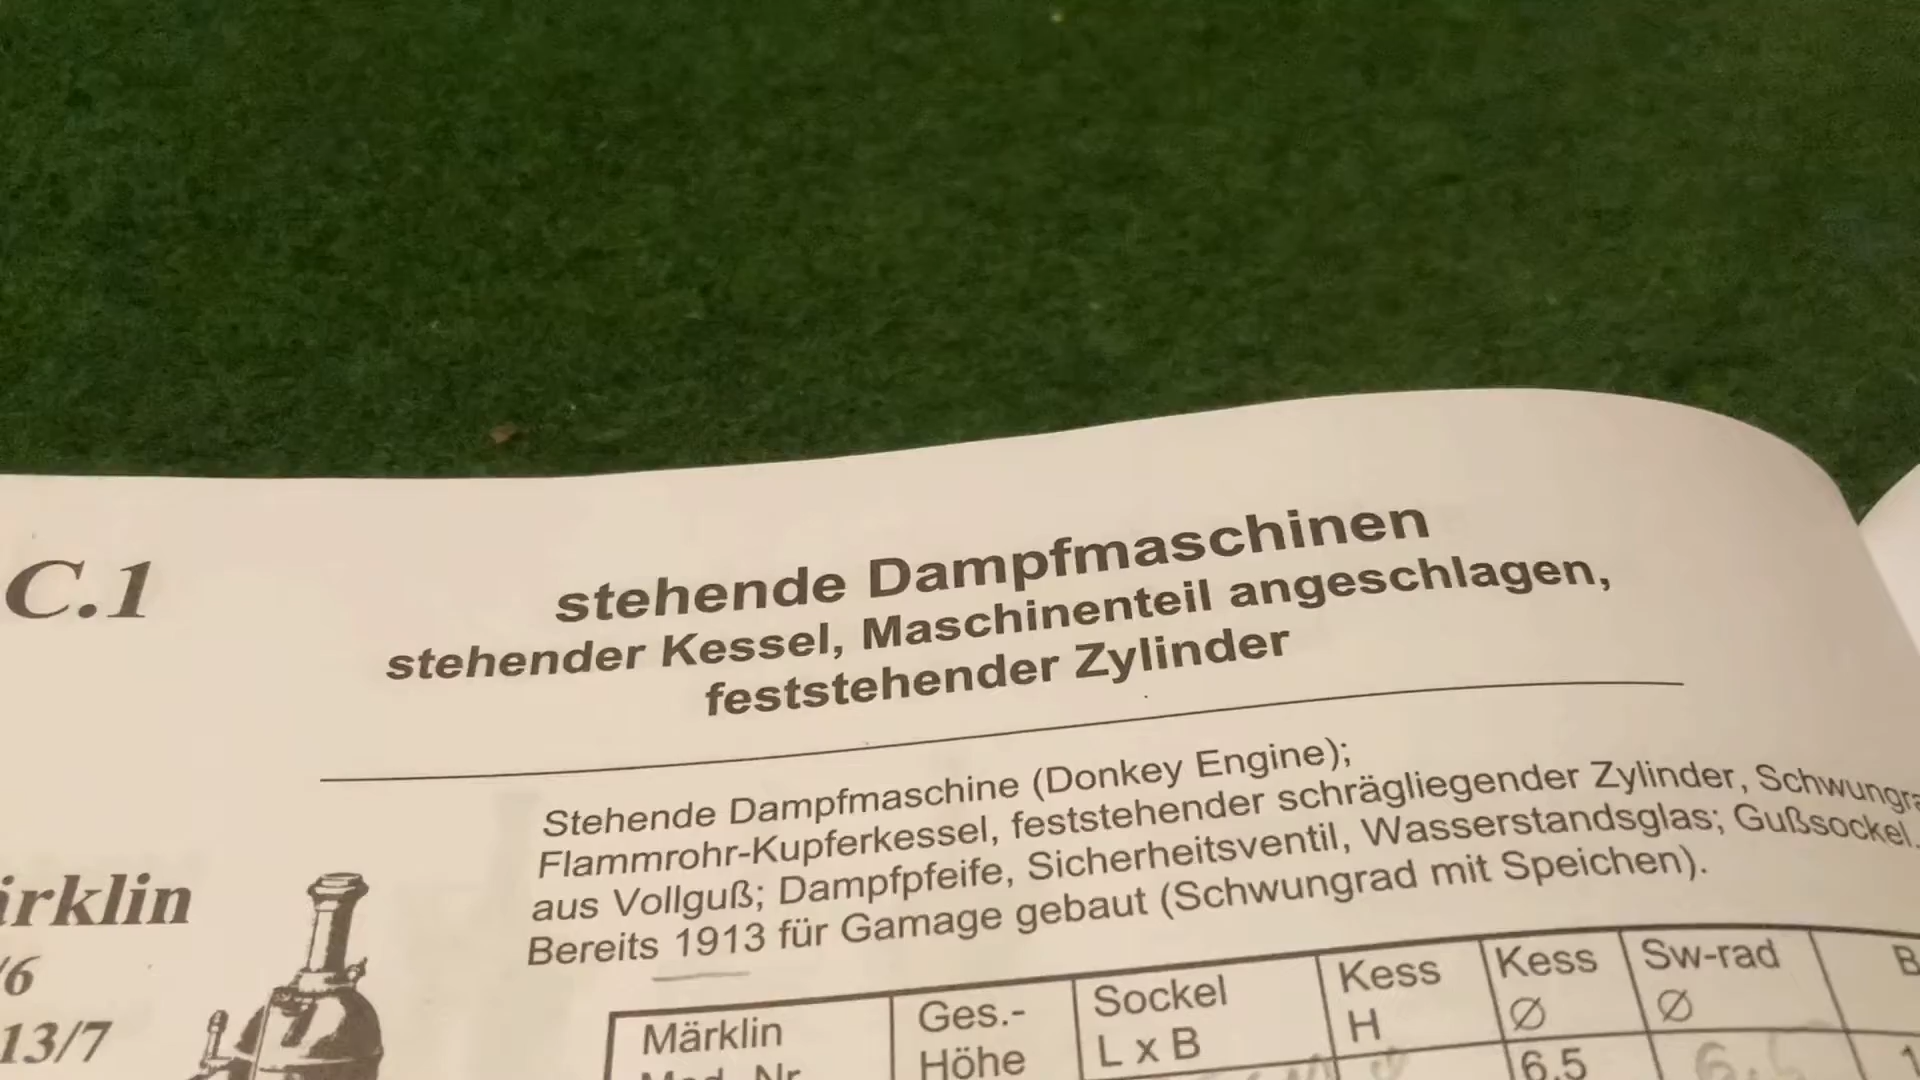 C.1
stehende Dampfmaschinen
stehender Kessel, Maschinenteil angeschlagen,
feststehender Zylinder
Stehende Dampfmaschine (Donkey Engine);
Flammrohr-Kupferkessel, feststehender schrägliegender Zylinder,
aus Vollguß; Dampfpfeife, Sicherheitsventil, Wasserstandsglas; Gußsockel.
Bereits 1913 für Gamage gebaut (Schwungrad mit Speichen).
ärklin
/6
13/7
Märklin
Ges.-
Höhe
Sockel
L x B
Kess
H
Kess
Ø
Sw-rad
Ø
6,5